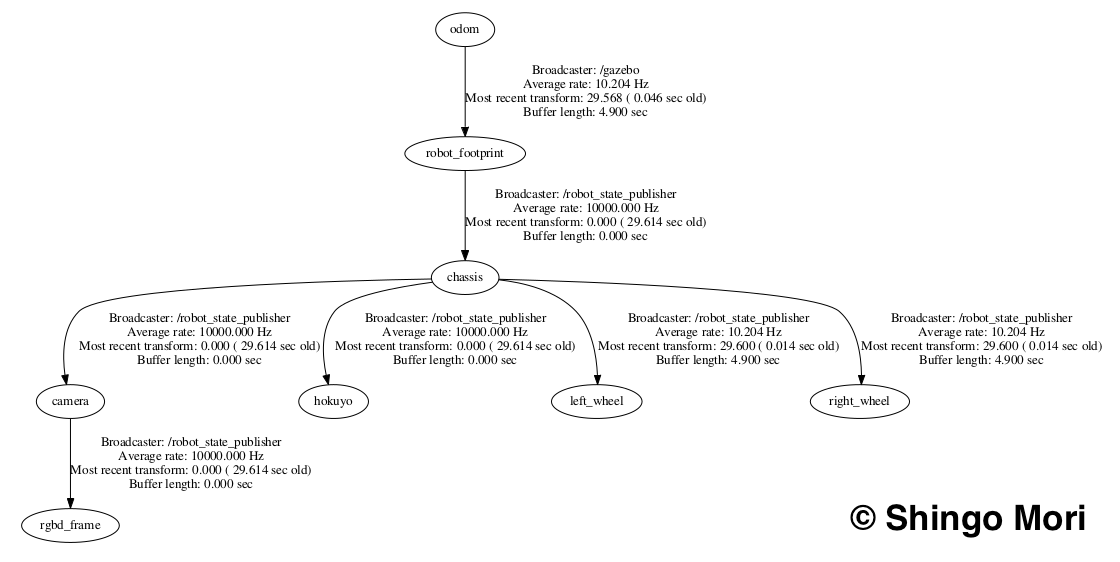 odom
Broadcaster: /gazebo
Average rate: 10.204 Hz
Most recent transform: 29.568 ( 0.046 sec old)
Buffer length: 4.900 sec
robot_footprint
Broadcaster: /robot_state_publisher
Average rate: 10000.000 Hz
Most recent transform: 0.000 ( 29.614 sec old)
Buffer length: 0.000 sec
chassis
Broadcaster: /robot_state_publisher
Average rate: 10000.000 Hz
Most recent transform: 0.000 ( 29.614 sec old)
Buffer length: 0.000 sec
Broadcaster: /robot_state_publisher
Average rate: 10000.000 Hz
Most recent transform: 0.000 ( 29.614 sec old)
Buffer length: 0.000 sec
Broadcaster: /robot_state_publisher
Average rate: 10.204 Hz
Most recent transform: 29.600 ( 0.014 sec old)
Buffer length: 4.900 sec
Broadcaster: /robot_state_publisher
Average rate: 10.204 Hz
Most recent transform: 29.600 ( 0.014 sec old)
Buffer length: 4.900 sec
camera
hokuyo
left_wheel
right_wheel
Broadcaster: /robot_state_publisher
Average rate: 10000.000 Hz
Most recent transform: 0.000 ( 29.614 sec old)
Buffer length: 0.000 sec
rgbd_frame
© Shingo Mori